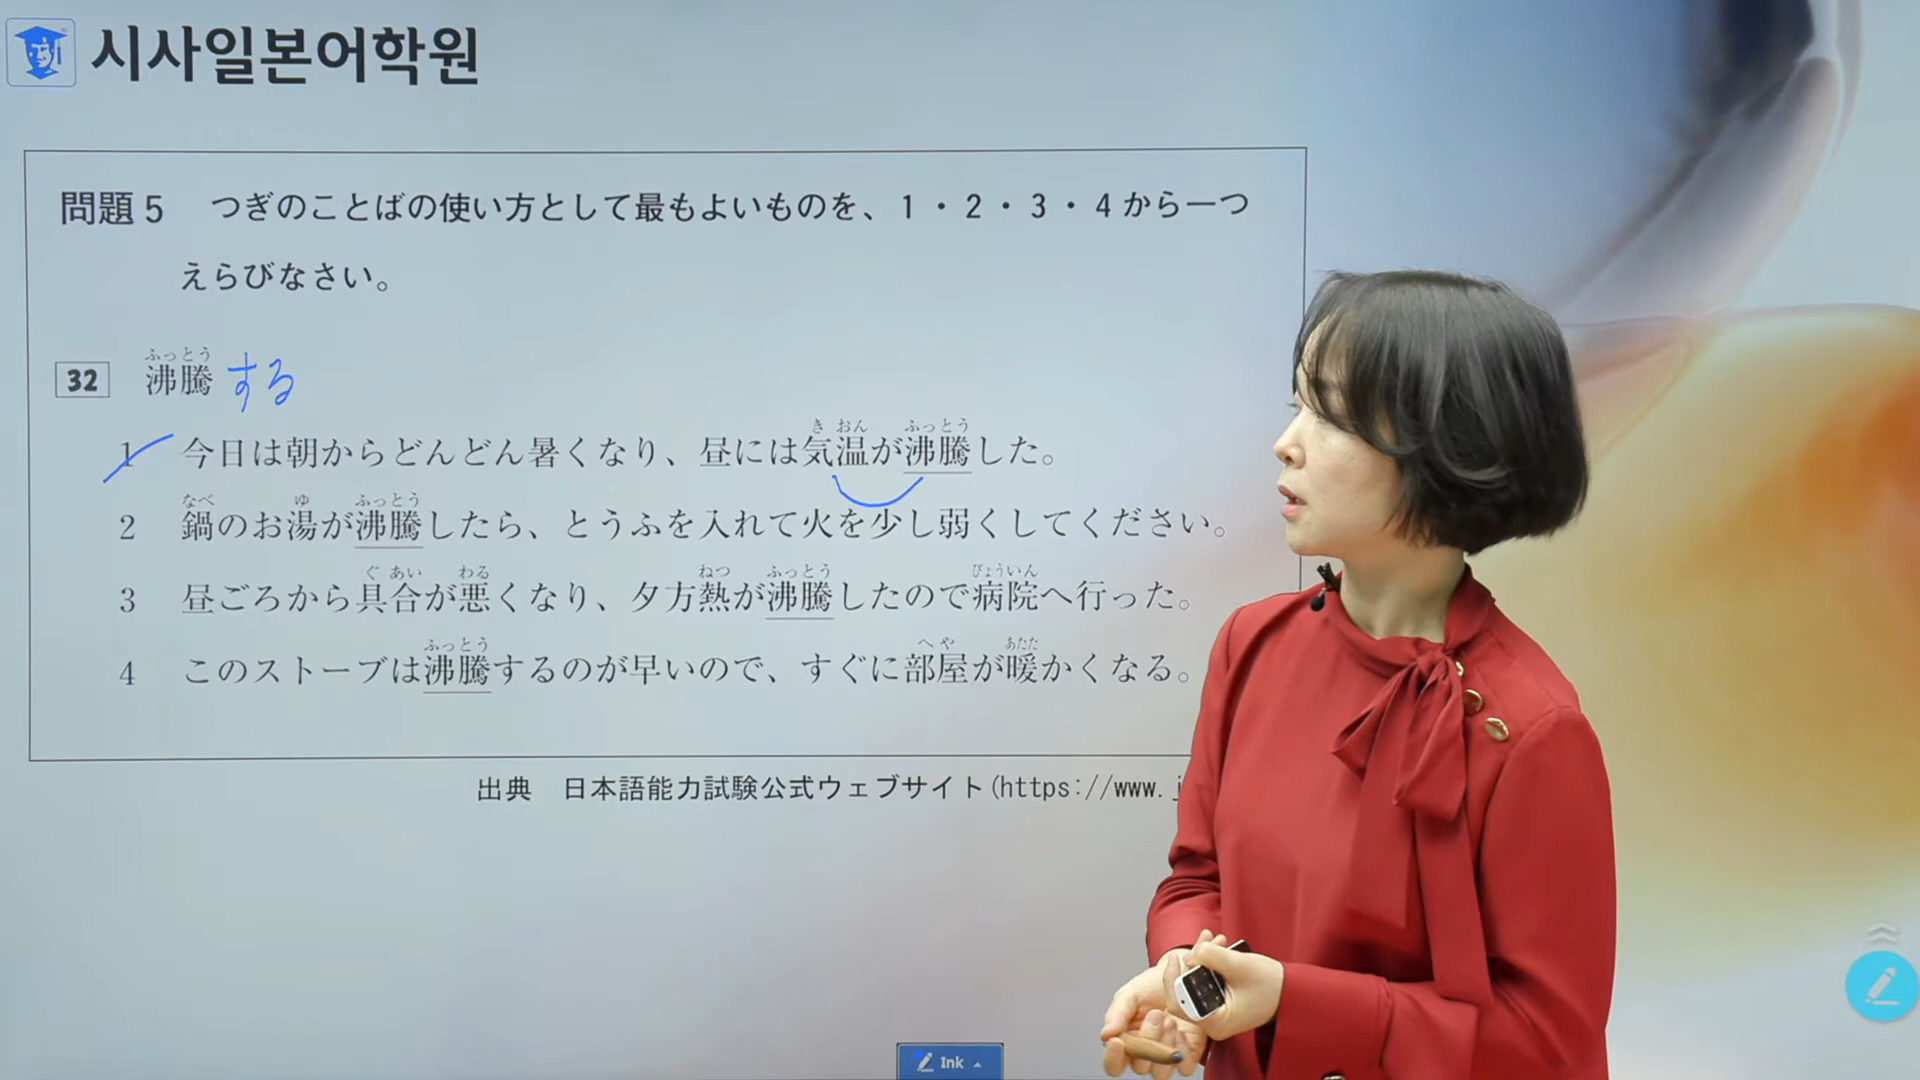 시사일본어학원
問題5 つぎのことばの使い方として最もよいものを、1・2・3・4から一つ
えらびなさい。
ふっとう
32 沸騰 する
き おん ふっとう
1 今日は朝からどんどん暑くなり、昼には気温が沸騰した。
なべ ゆ ふっとう
2 鍋のお湯が沸騰したら、とうふを入れて火を少し弱くしてください。
ぐ あい わる ねつ ふっとう びょういん
3 昼ごろから具合が悪くなり、夕方熱が沸騰したので病院へ行った。
ふっとう へ や あたた
4 このストーブは沸騰するのが早いので、すぐに部屋が暖かくなる。
出典 日本語能力試験公式ウェブサイト(https://www.j
Ink